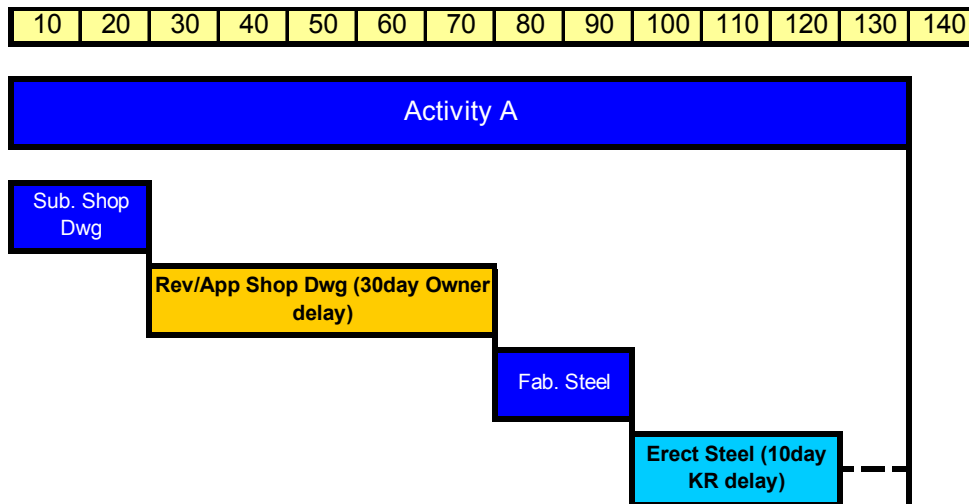 10 20 30 40 50 60 70 80 90 100 110 120 130 140
Activity A
Sub. Shop
Dwg
Rev/App Shop Dwg (30day Owner
delay)
Fab. Steel
Erect Steel (10day
KR delay)